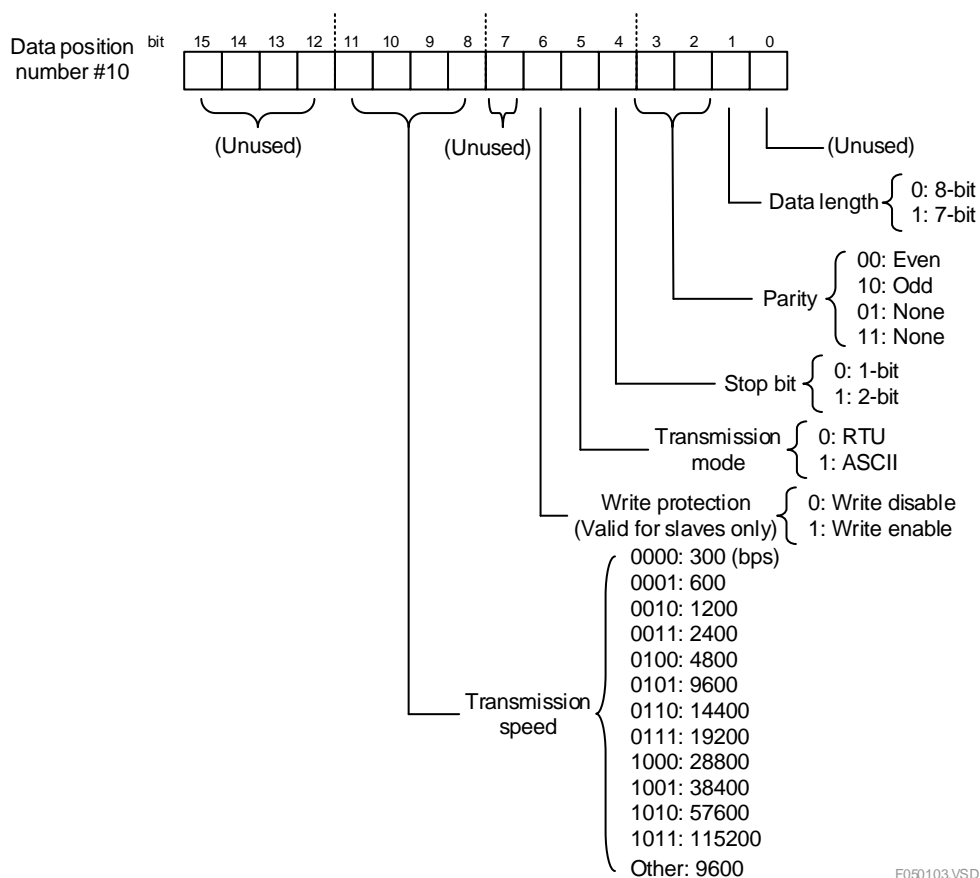 Data position
number #10
bit 15 14 13 12 11 10 9 8 7 6 5 4 3 2 1 0
(Unused) (Unused) (Unused)
Data length
0: 8-bit
1: 7-bit
Parity
00: Even
10: Odd
01: None
11: None
Stop bit
0: 1-bit
1: 2-bit
Transmission
mode
0: RTU
1: ASCII
Write protection
(Valid for slaves only)
0: Write disable
1: Write enable
Transmission
speed
0000: 300 (bps)
0001: 600
0010: 1200
0011: 2400
0100: 4800
0101: 9600
0110: 14400
0111: 19200
1000: 28800
1001: 38400
1010: 57600
1011: 115200
Other: 9600
F050103.VSD